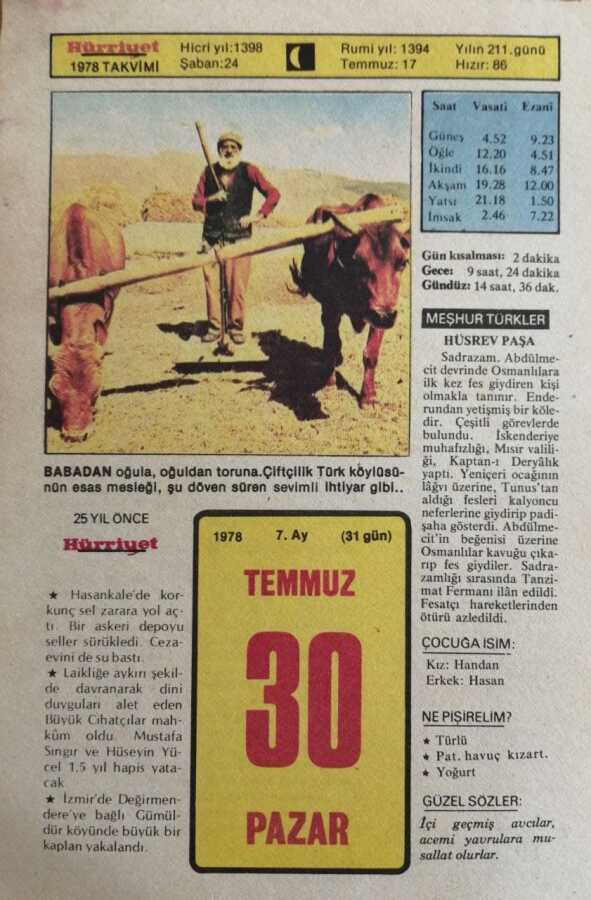 Hürriyet
1978 TAKVİMİ
Hicri yıl:1398
Şaban:24
Rumi yıl: 1394
Temmuz: 17
Yılın 211.günü
Hızır: 86
Saat Vasati Ezani
Güneş 4.52 9.23
Öğle 12.20 4.51
İkindi 16.16 8.47
Akşam 19.28 12.00
Yatsı 21.18 1.50
İmsak 2.46 7.22
Gün kısalması: 2 dakika
Gece: 9 saat, 24 dakika
Gündüz: 14 saat, 36 dak.
BABADAN oğula, oğuldan toruna.Çiftçilik Türk köylüsü-
nün esas mesleği, şu döven süren sevimli ihtiyar gibi..
MEŞHUR TÜRKLER
HÜSREV PAŞA
Sadrazam. Abdülme-
cit devrinde Osmanlılara
ilk kez fes giydiren kişi
olmakla tanınır. Ende-
rundan yetişmiş bir köle-
dir. Çeşitli görevlerde
bulundu. İskenderiye
muhafızlığı, Mısır valili-
ği, Kaptan-ı Deryâlık
yaptı. Yeniçeri ocağının
lâğvı üzerine, Tunus'tan
aldığı fesleri kalyoncu
neferlerine giydirip padi-
şaha gösterdi. Abdülme-
cit'in beğenisi üzerine
Osmanlılar kavuğu çıka-
rıp fes giydiler. Sadra-
zamlığı sırasında Tanzi-
mat Fermanı ilân edildi.
Fesatçı hareketlerinden
ötürü azledildi.
25 YIL ÖNCE
Hürriyet
★ Hasankale'de kor-
kunç sel zarara yol aç-
tı. Bir askeri depoyu
seller sürükledi. Ceza-
evini de su bastı.
★ Laikliğe aykırı şekil-
de davranarak dini
duyguları alet eden
Büyük Cihatçılar mah-
kûm oldu. Mustafa
Sıngır ve Hüseyin Yü-
cel 1.5 yıl hapis yata-
cak.
★ İzmir'de Değirmen-
dere'ye bağlı Gümül-
dür köyünde büyük bir
kaplan yakalandı.
1978 7. Ay (31 gün)
TEMMUZ
30
PAZAR
ÇOCUĞA ISIM:
Kız: Handan
Erkek: Hasan
NE PİŞİRELİM?
★ Türlü
★ Pat. havuç kızart.
★ Yoğurt
GÜZEL SÖZLER:
İçi geçmiş avcılar,
acemi yavrulara mu-
sallat olurlar.